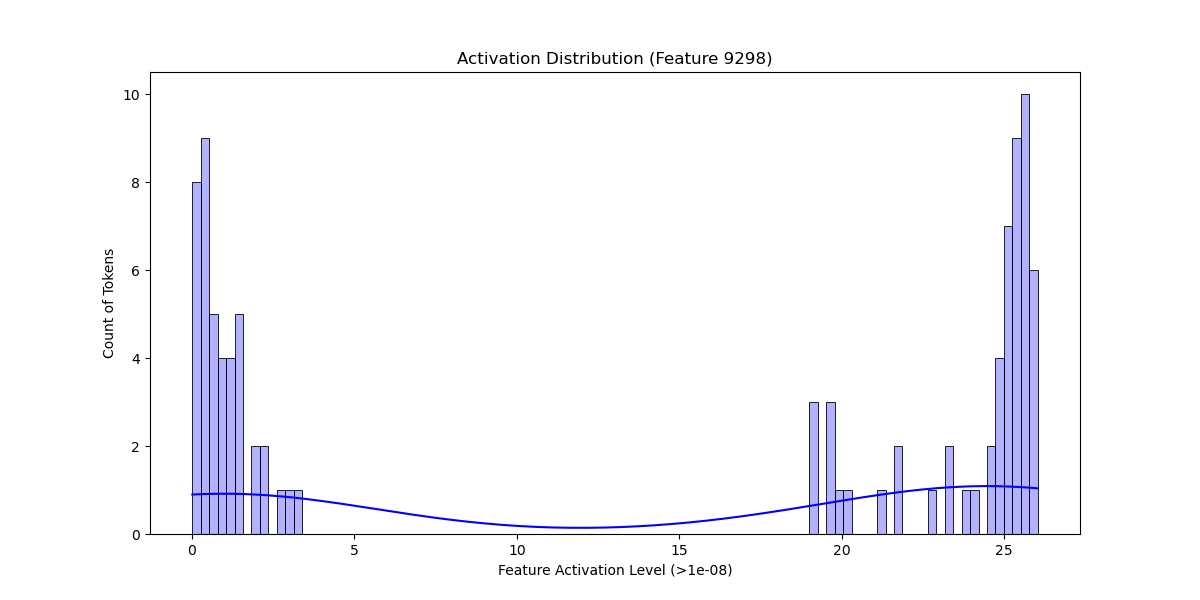 Activation Distribution (Feature 9298)
10
8
6
4
2
0
Count of Tokens
0 5 10 15 20 25
Feature Activation Level (>1e-08)